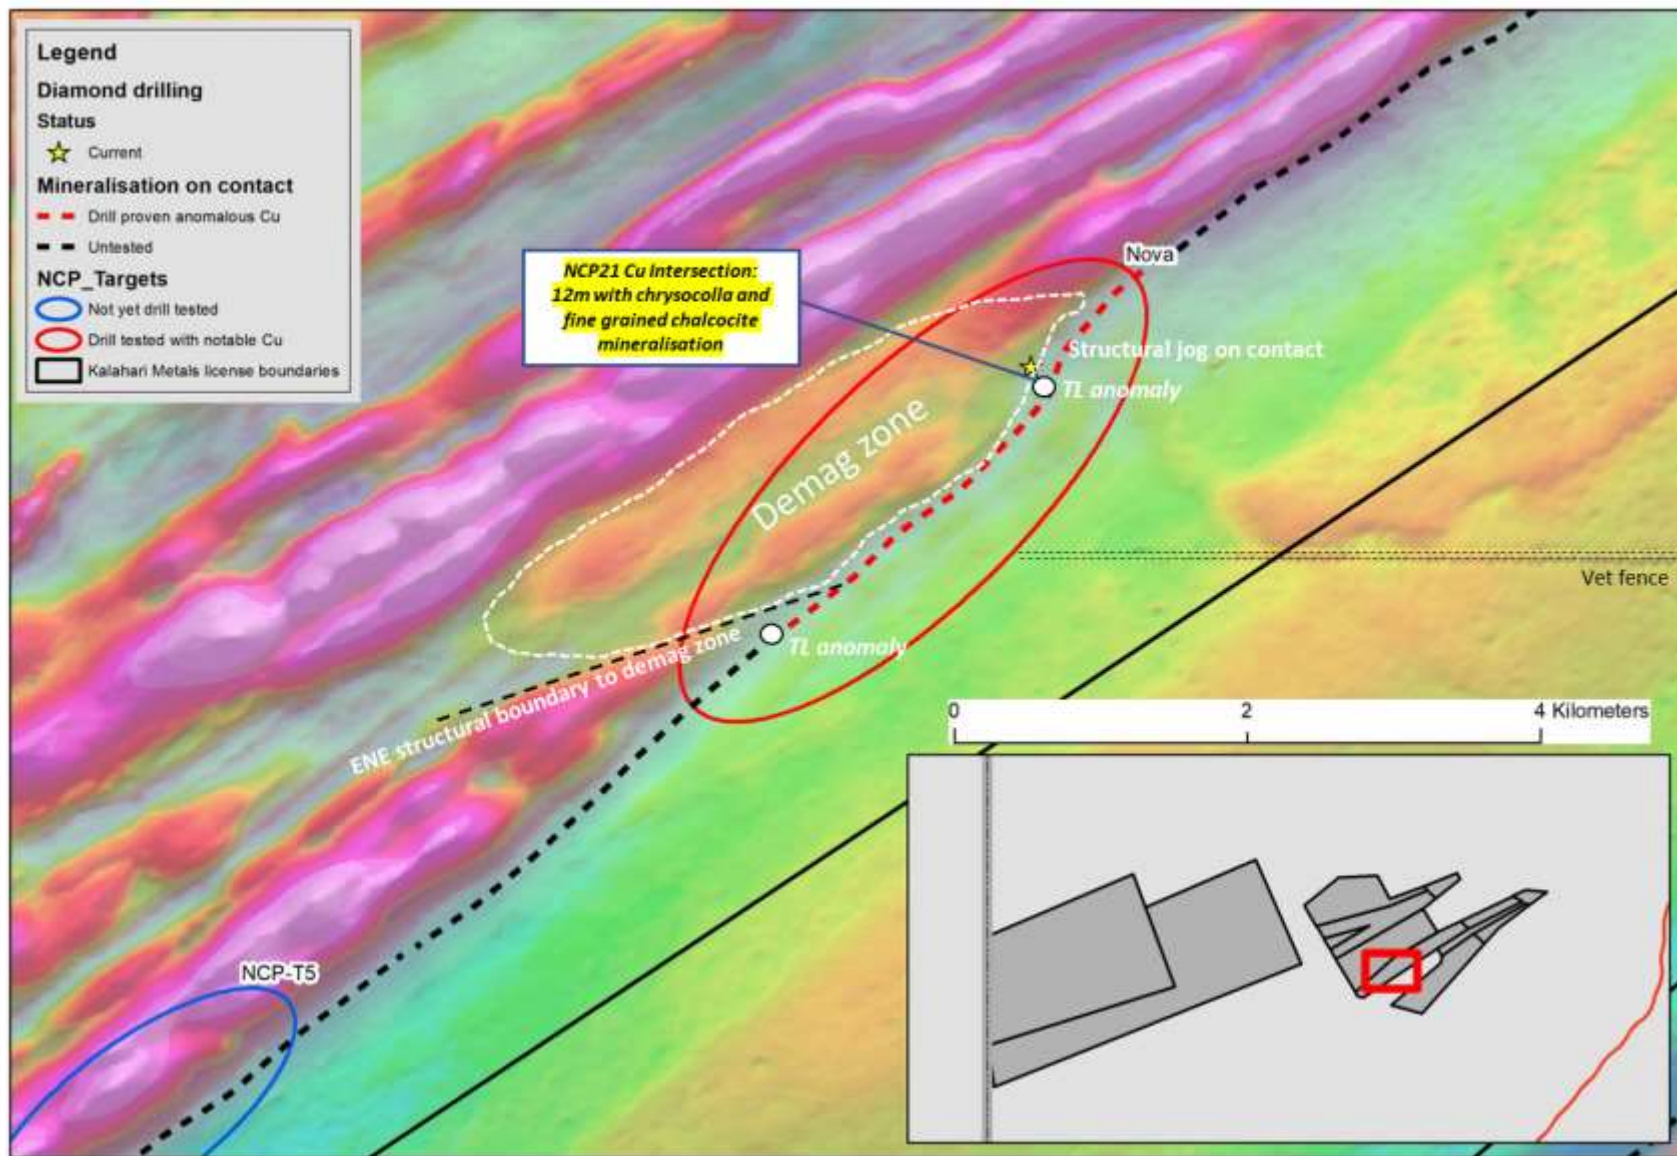 Legend
Diamond drilling
Status
Current
Mineralisation on contact
Drill proven anomalous Cu
Untested
NCP_Targets
Not yet drill tested
Drill tested with notable Cu
Kalahari Metals license boundaries
NCP21 Cu Intersection:
12m with chrysocolla and
fine grained chalcocite
mineralisation
Nova
Structural jog on contact
TL anomaly
Demag zone
Vet fence
TL anomaly
ENE structural boundary to demag zone
0 2 4 Kilometers
NCP-T5